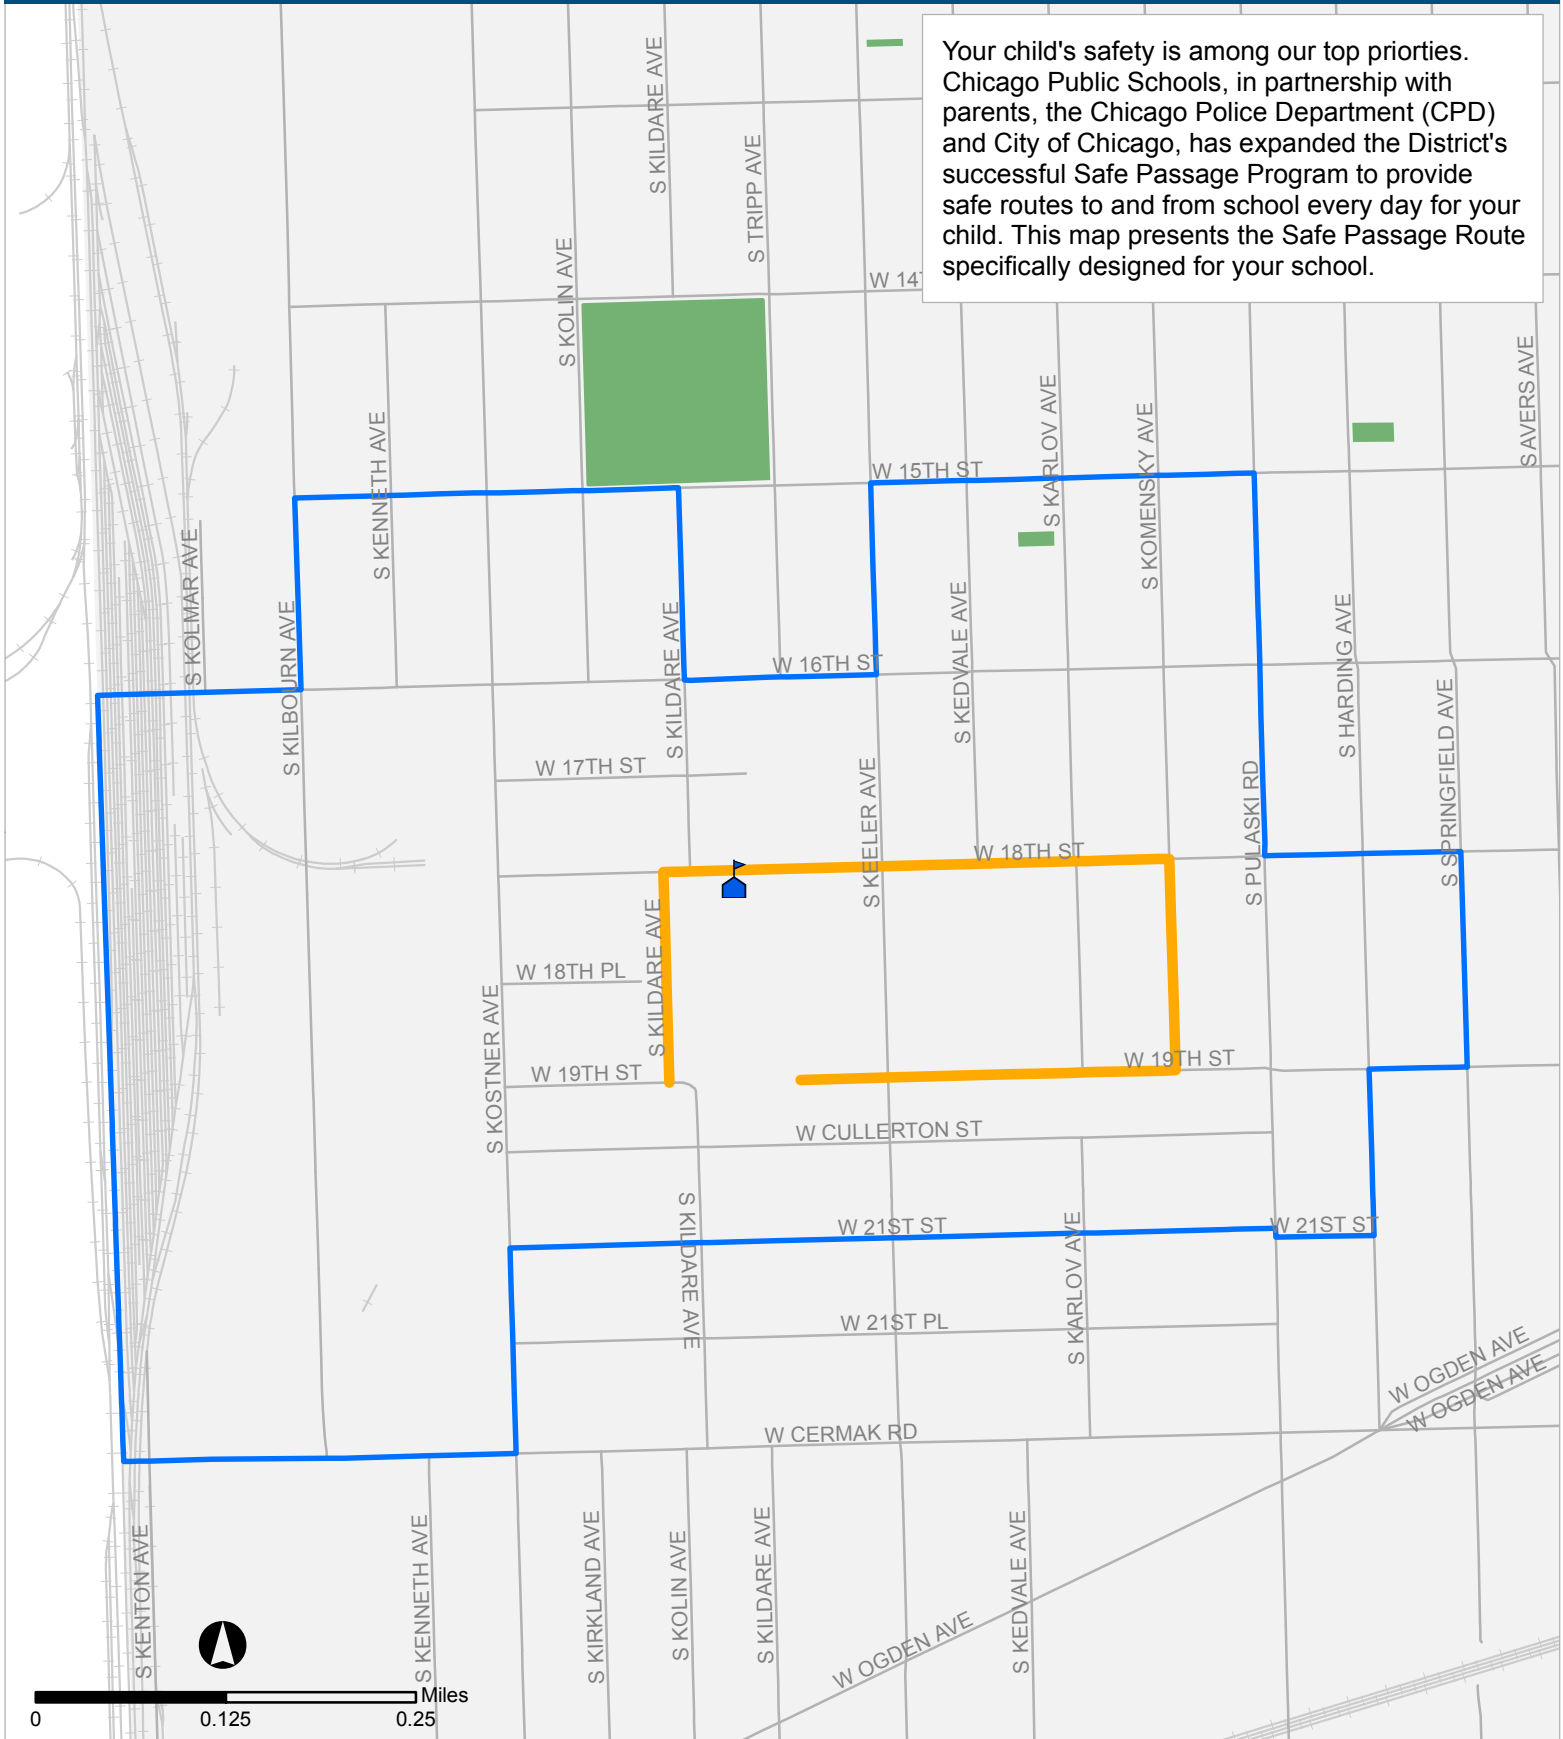 Your child's safety is among our top priorties.
Chicago Public Schools, in partnership with
parents, the Chicago Police Department (CPD)
and City of Chicago, has expanded the District's
successful Safe Passage Program to provide
safe routes to and from school every day for your
child. This map presents the Safe Passage Route
specifically designed for your school.
S KILDARE AVE
S TRIPP AVE
S KOLIN AVE
W 14
S AVERS AVE
S KARLOV AVE
S KOMENSKY AVE
S KENNETH AVE
W 15TH ST
S KOLMAR AVE
S KILBOURN AVE
S KILDARE AVE
W 16TH ST
S KEDVALE AVE
S HARDING AVE
S SPRINGFIELD AVE
W 17TH ST
S KEELER AVE
S PULASKI RD
W 18TH ST
S KILDARE AVE
W 18TH PL
S KOSTNER AVE
W 19TH ST
W 19TH ST
W CULLERTON ST
S KILDARE AVE
W 21ST ST
W 21ST ST
S KARLOV AVE
W 21ST PL
W OGDEN AVE
W OGDEN AVE
W CERMAK RD
S KENTON AVE
S KENNETH AVE
S KIRKLAND AVE
S KOLIN AVE
S KILDARE AVE
S KEDVALE AVE
W OGDEN AVE
Miles
0 0.125 0.25